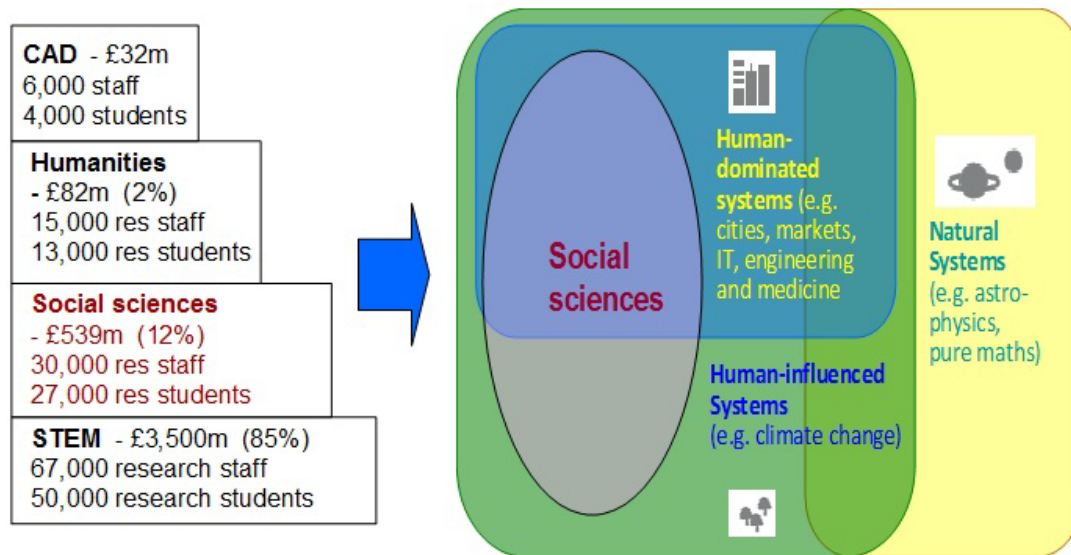 CAD - £32m
6,000 staff
4,000 students
Humanities
- £82m (2%)
15,000 res staff
13,000 res students
Social sciences
- £539m (12%)
30,000 res staff
27,000 res students
STEM - £3,500m (85%)
67,000 research staff
50,000 research students
Social
sciences
Human-
dominated
systems (e.g.
cities, markets,
IT, engineering
and medicine
Human-influenced
Systems
(e.g. climate change)
Natural
Systems
(e.g. astro-
physics,
pure maths)